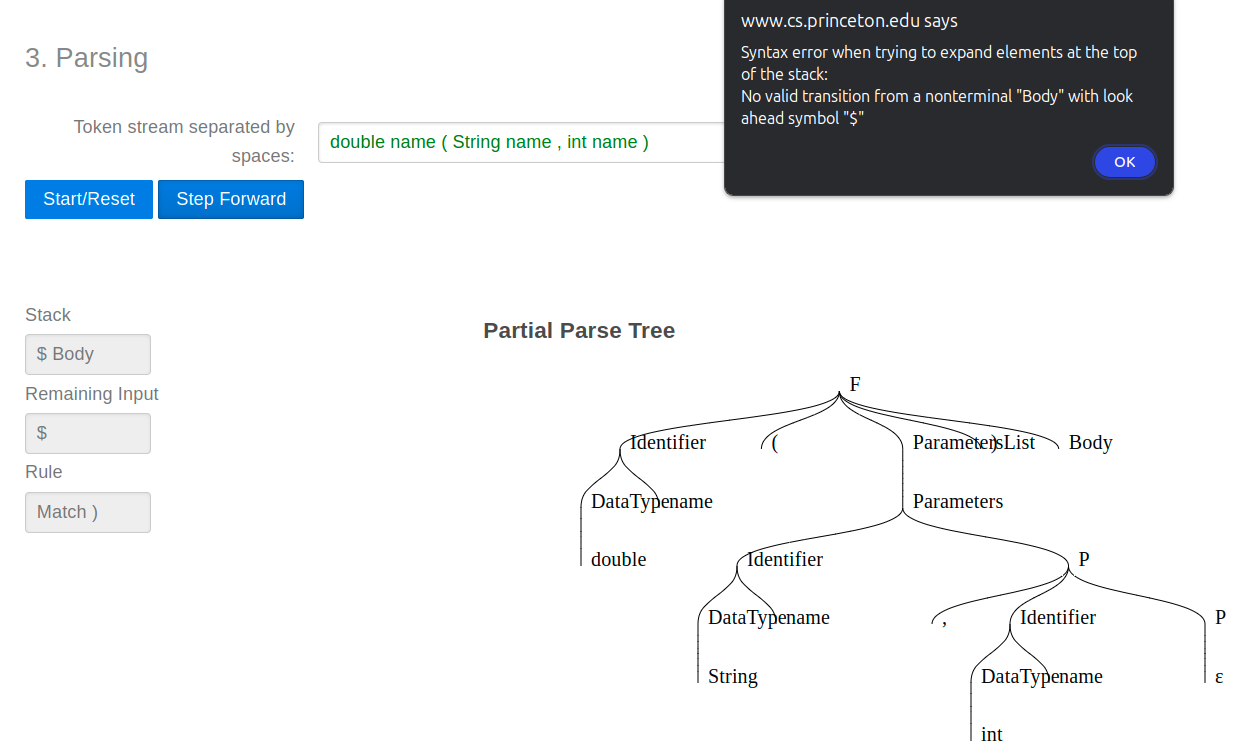 www.cs.princeton.edu says
Syntax error when trying to expand elements at the top
of the stack:
No valid transition from a nonterminal "Body" with look
ahead symbol "$"
OK
3. Parsing
Token stream separated by
spaces:
double name ( String name , int name )
Start/Reset
Step Forward
Stack
$ Body
Remaining Input
$
Rule
Match )
Partial Parse Tree
F
Identifier ( ParametersList ) Body
DataType name Parameters
double Identifier P
DataType name , Identifier P
String DataType name ε
int